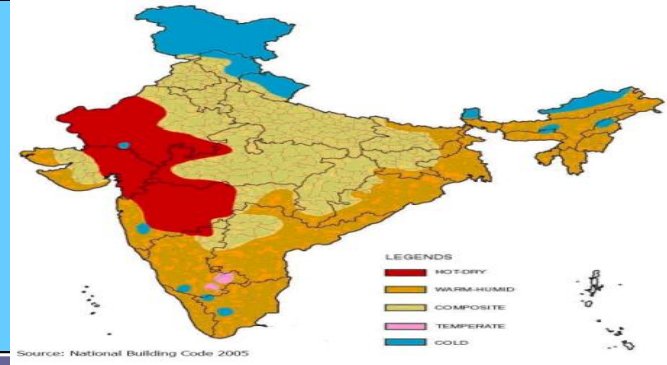 LEGENDS
HOT-DRY
WARM-HUMID
COMPOSITE
TEMPERATE
COLD
Source: National Building Code 2005